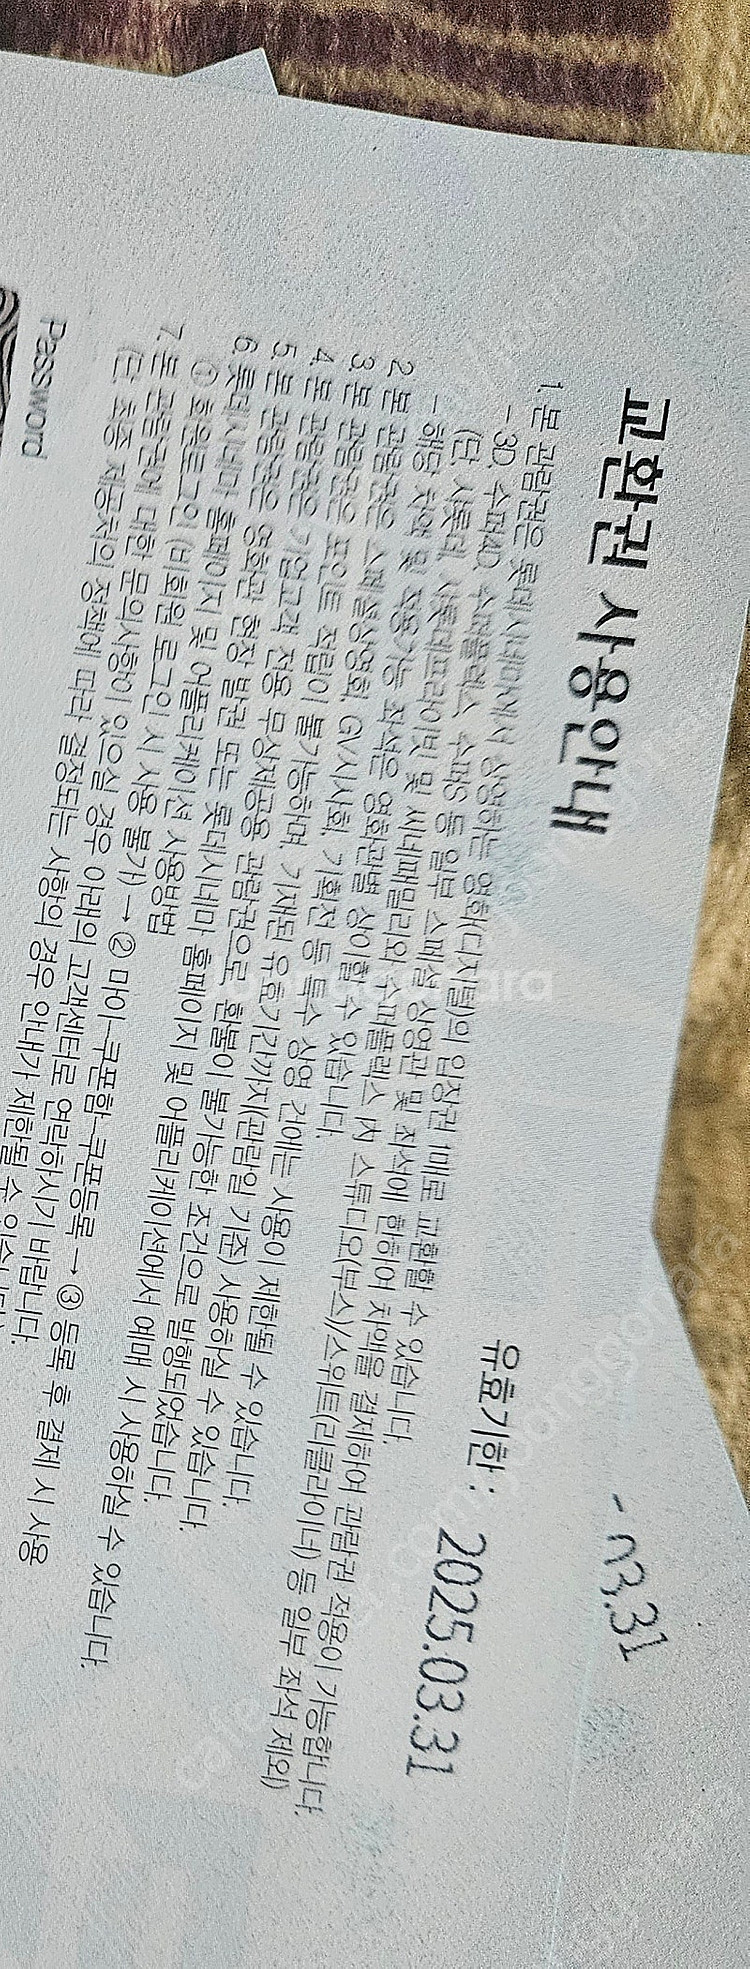 교환권 사용안내
유효기한 : 2025.03.31
1. 본 관람권은 롯데시네마에서 상영하는 영화(디지털)의 입장권 1매로 교환할 수 있습니다.
- 3D, 수퍼4D, 수퍼플렉스, 수퍼S 등 일부 스페셜 상영관 및 좌석에 한하여 차액을 결제하여 관람권 적용이 가능합니다.
(단, 샤롯데, 샤롯데프라이빗 및 씨네패밀리와 수퍼플렉스 內 스튜디오(부스)/스위트(리클라이너) 등 일부 좌석 제외)
- 해당 차액 및 적용가능 좌석은 영화관별 상이할 수 있습니다.
2. 본 관람권은 스페셜상영회, GV시사회, 기획전 등 특수 상영 건에는 사용이 제한될 수 있습니다.
3. 본 관람권은 포인트 적립이 불가능하며, 기재된 유효기간까지(관람일 기준) 사용하실 수 있습니다.
4. 본 관람권은 기업고객 전용 무상제공용 관람권으로 환불이 불가능한 조건으로 발행되었습니다.
5. 본 관람권은 영화관 현장 발권 또는 롯데시네마 홈페이지 및 어플리케이션에서 예매 시 사용하실 수 있습니다.
6. 롯데시네마 홈페이지 및 어플리케이션 사용방법
① 회원로그인 (비회원 로그인 시 사용 불가) → ② 마이-쿠폰함-쿠폰등록 → ③ 등록 후 결제 시 사용
7. 본 관람권에 대한 문의사항이 있으실 경우 아래의 고객센터로 연락하시기 바랍니다.
(단, 최종 제공처의 정책에 따라 결정되는 사항의 경우 안내가 제한될 수 있습니다)
Password
03.31